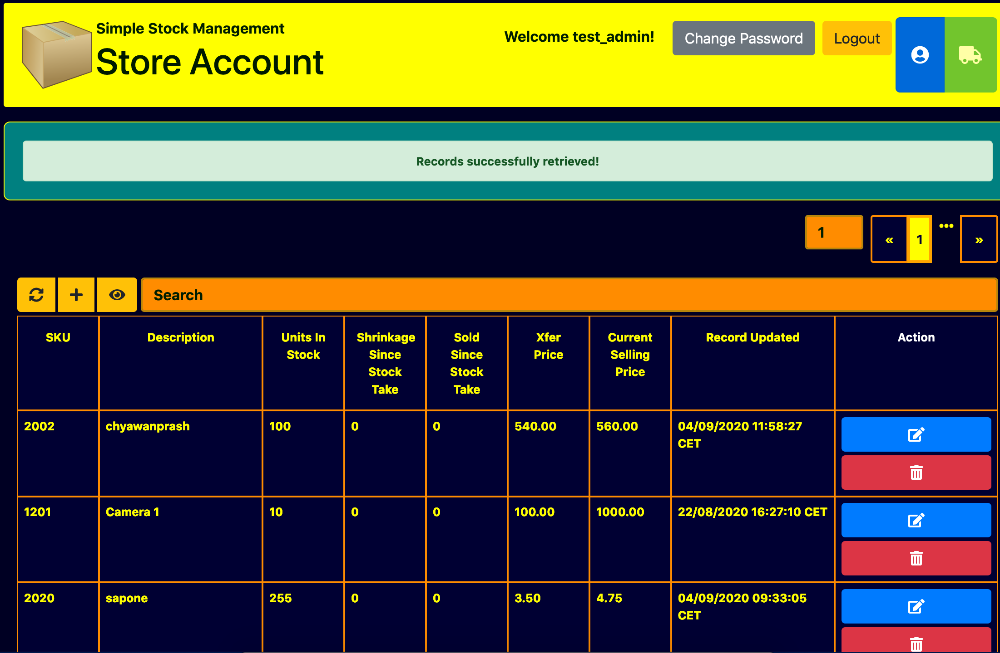 Simple Stock Management
Store Account
Welcome test_admin!
Change Password
Logout
Records successfully retrieved!
1
«
1
•••
»
Search
SKU
Description
Units In
Stock
Shrinkage
Since
Stock
Take
Sold
Since
Stock
Take
Xfer
Price
Current
Selling
Price
Record Updated
Action
2002
chyawanprash
100
0
0
540.00
560.00
04/09/2020 11:58:27
CET
1201
Camera 1
10
0
0
100.00
1000.00
22/08/2020 16:27:10 CET
2020
sapone
255
0
0
3.50
4.75
04/09/2020 09:33:05
CET